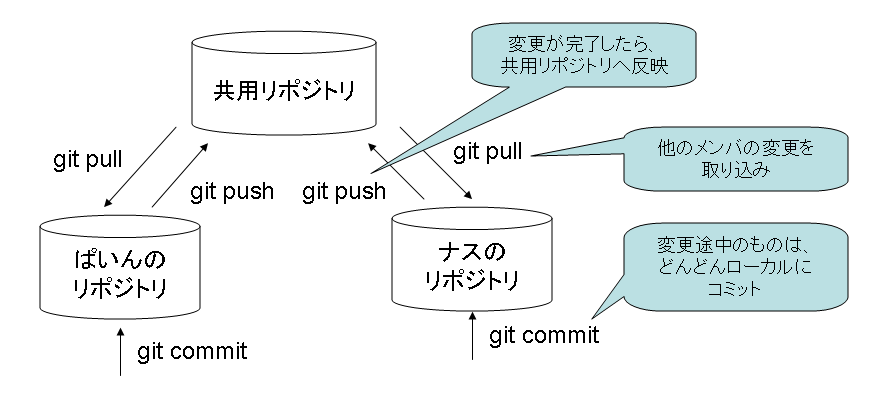 共用リポジトリ
変更が完了したら、
共用リポジトリへ反映
git pull
git push
git push
git pull
他のメンバの変更を
取り込み
ぱいんの
リポジトリ
ナスの
リポジトリ
変更途中のものは、
どんどんローカルに
コミット
git commit
git commit